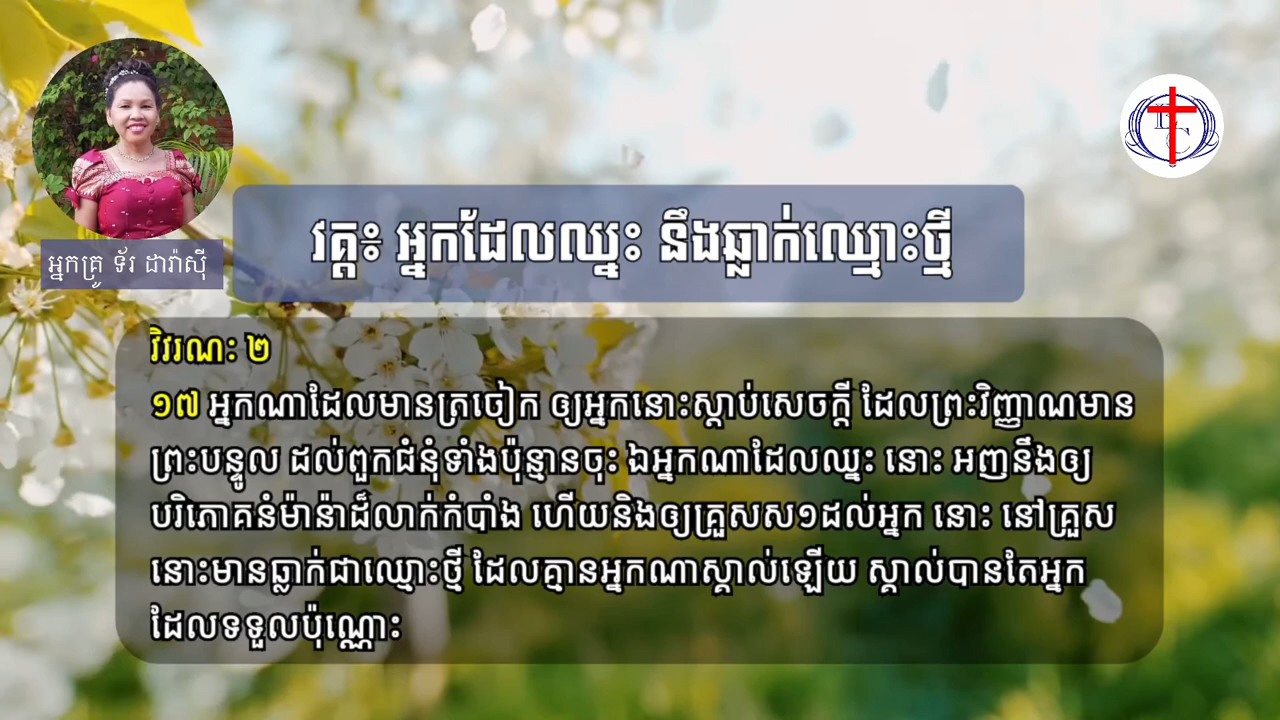 អ្នកគ្រូ ទ័រ ដារ៉ាស៊ី
វគ្គ៖ អ្នកដែលឈ្នះ នឹងឆ្លាក់ឈ្មោះថ្មី
វិវរណៈ ២
១៧ អ្នកណាដែលមានត្រចៀក ឲ្យអ្នកនោះស្តាប់សេចក្តី ដែលព្រះវិញ្ញាណមាន
ព្រះបន្ទូល ដល់ពួកជំនុំទាំងប៉ុន្មានចុះ ឯអ្នកណាដែលឈ្នះ នោះ អញនឹងឲ្យ
បរិភោគនំម៉ាន៉ាដ៏លាក់កំបាំង ហើយនិងឲ្យគ្រួសស១ដល់អ្នក នោះ នៅគ្រួស
នោះមានឆ្លាក់ជាឈ្មោះថ្មី ដែលគ្មានអ្នកណាស្គាល់ឡើយ ស្គាល់បានតែអ្នក
ដែលទទួលប៉ុណ្ណោះ